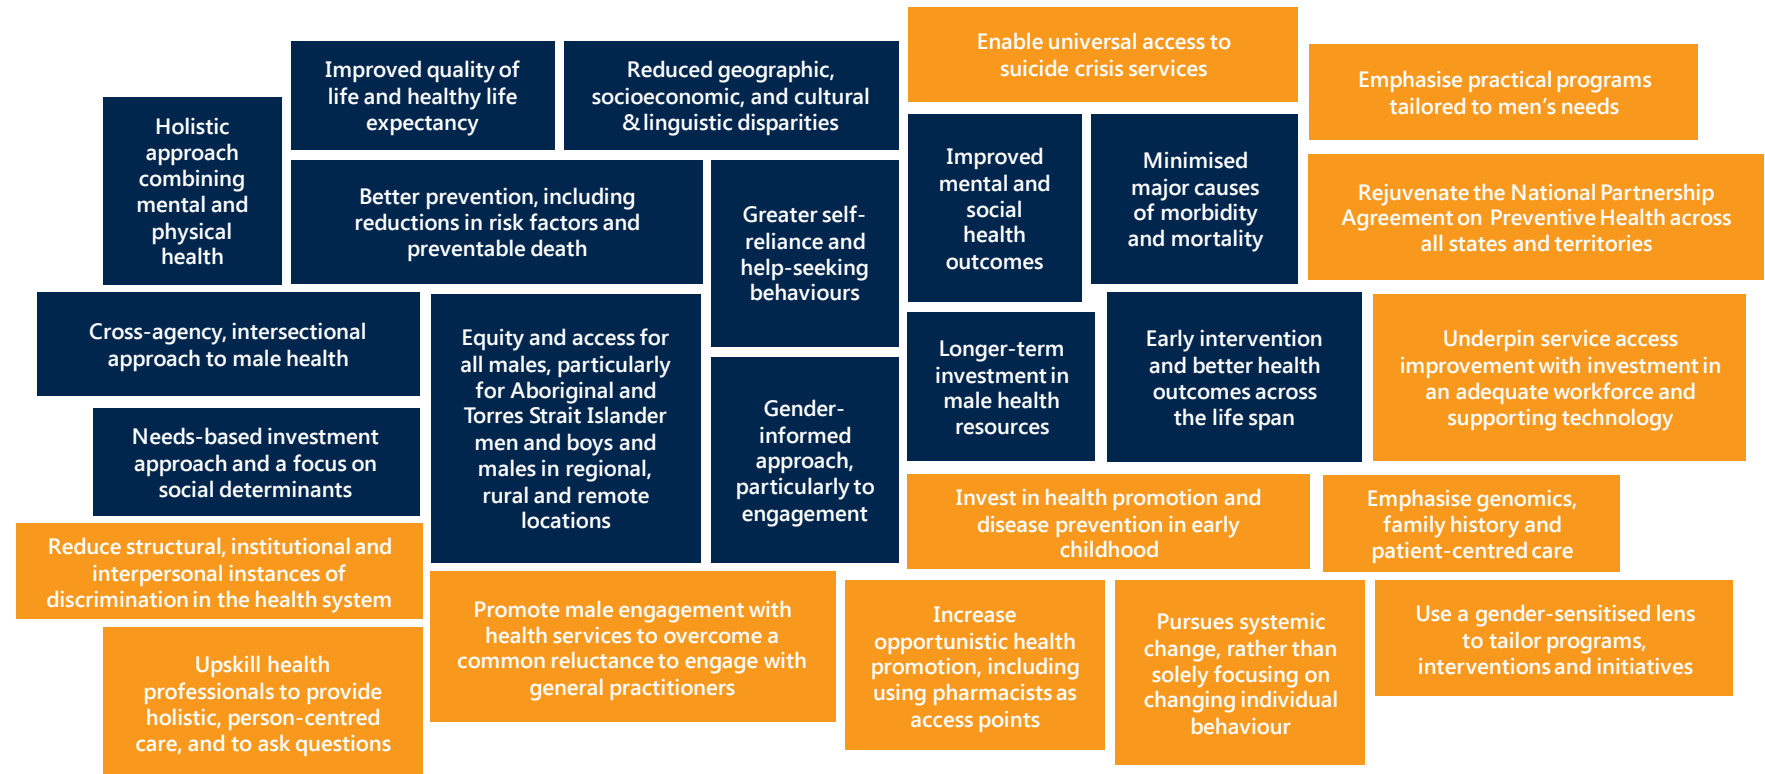 Enable universal access to
suicide crisis services
Improved quality of
life and healthy life
expectancy
Reduced geographic,
socioeconomic, and cultural
& linguistic disparities
Emphasise practical programs
tailored to men's needs
Holistic
approach
combining
mental and
physical
health
Better prevention, including
reductions in risk factors and
preventable death
Greater self-
reliance and
help-seeking
behaviours
Improved
mental and
social
health
outcomes
Minimised
major causes
of morbidity
and mortality
Rejuvenate the National Partnership
Agreement on Preventive Health across
all states and territories
Cross-agency, intersectional
approach to male health
Equity and access for
all males, particularly
for Aboriginal and
Torres Strait Islander
men and boys and
males in regional,
rural and remote
locations
Gender-
informed
approach,
particularly to
engagement
Longer-term
investment in
male health
resources
Early intervention
and better health
outcomes across
the life span
Underpin service access
improvement with investment in
an adequate workforce and
supporting technology
Needs-based investment
approach and a focus on
social determinants
Invest in health promotion and
disease prevention in early
childhood
Emphasise genomics,
family history and
patient-centred care
Reduce structural, institutional and
interpersonal instances of
discrimination in the health system
Promote male engagement with
health services to overcome a
common reluctance to engage with
general practitioners
Increase
opportunistic health
promotion, including
using pharmacists as
access points
Pursues systemic
change, rather than
solely focusing on
changing individual
behaviour
Use a gender-sensitised lens
to tailor programs,
interventions and initiatives
Upskill health
professionals to provide
holistic, person-centred
care, and to ask questions